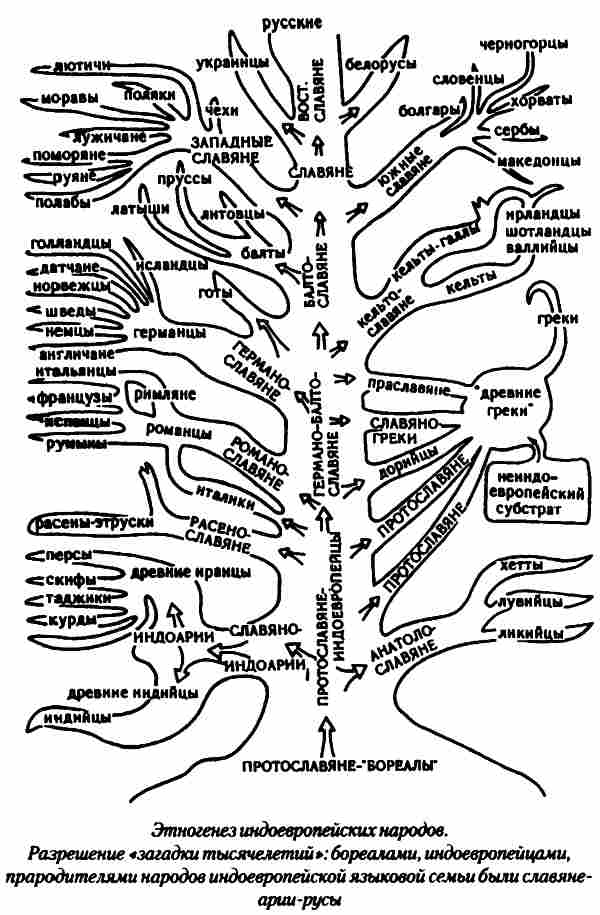 русские
украинцы
белорусы
черногорцы
словенцы
хорваты
болгары
сербы
македонцы
ВОСТ.
СЛАВЯНЕ
лютичи
моравы
поляки
чехи
лужичане
поморяне
руяне
полабы
ЗАПАДНЫЕ
СЛАВЯНЕ
СЛАВЯНЕ
ЮЖНЫЕ
СЛАВЯНЕ
пруссы
латыши
литовцы
балты
БАЛТО-
СЛАВЯНЕ
ирландцы
шотландцы
валлийцы
кельты-галлы
кельты
КЕЛЬТО-
СЛАВЯНЕ
голландцы
датчане
норвежцы
шведы
немцы
англичане
исландцы
готы
германцы
ГЕРМАНО-
СЛАВЯНЕ
греки
"древние
греки"
праславяне
СЛАВЯНО-
ГРЕКИ
дорийцы
ПРОТОСЛАВЯНЕ
ПРОТОСЛАВЯНЕ
неиндо-
европейский
субстрат
ГЕРМАНО-БАЛТО-
СЛАВЯНЕ
итальянцы
французы
испанцы
румыны
римляне
романцы
РОМАНО-
СЛАВЯНЕ
италики
расены-этруски
РАСЕНО-
СЛАВЯНЕ
персы
скифы
таджики
курды
древние иранцы
ИНДОАРИИ
СЛАВЯНО-
ИНДОАРИИ
древние индийцы
индийцы
ПРОТОСЛАВЯНЕ-
ИНДОЕВРОПЕЙЦЫ
хетты
лувийцы
ликийцы
АНАТОЛО-
СЛАВЯНЕ
ПРОТОСЛАВЯНЕ-"БОРЕАЛЫ"
Этногенез индоевропейских народов.
Разрешение «загадки тысячелетий»: бореалами, индоевропейцами,
прародителями народов индоевропейской языковой семьи были славяне-
арии-русы